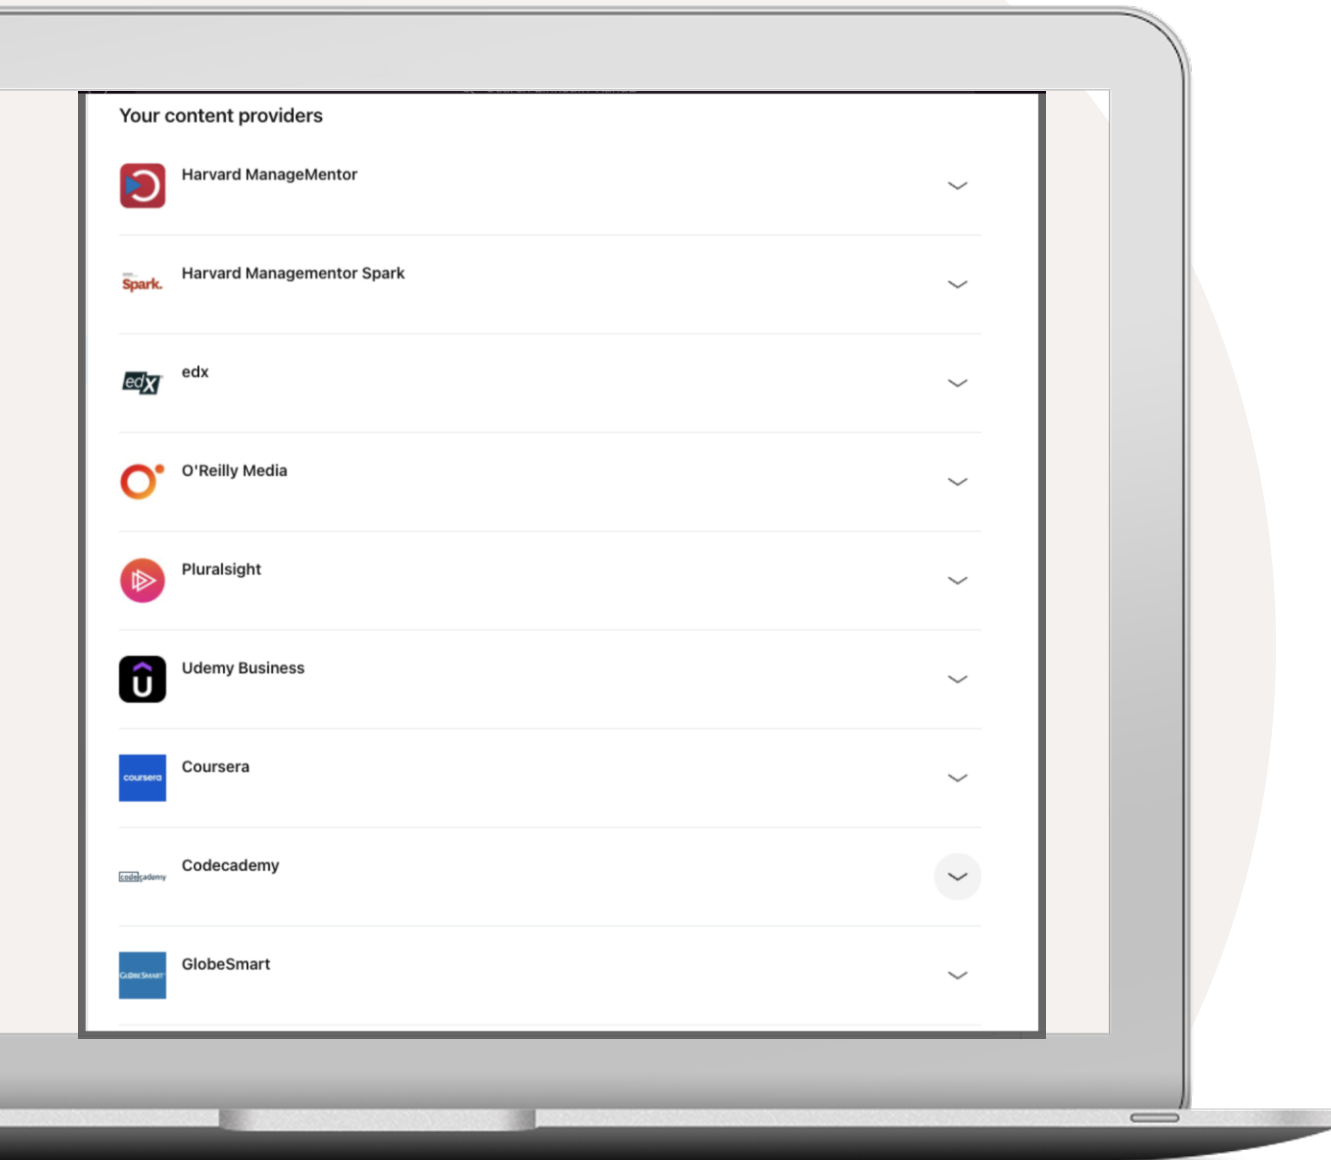 Your content providers
Harvard ManageMentor
Spark.
Harvard Managementor Spark
edX
edx
O'Reilly Media
Pluralsight
Udemy Business
coursera
Coursera
codecademy
Codecademy
GLOBESMART
GlobeSmart